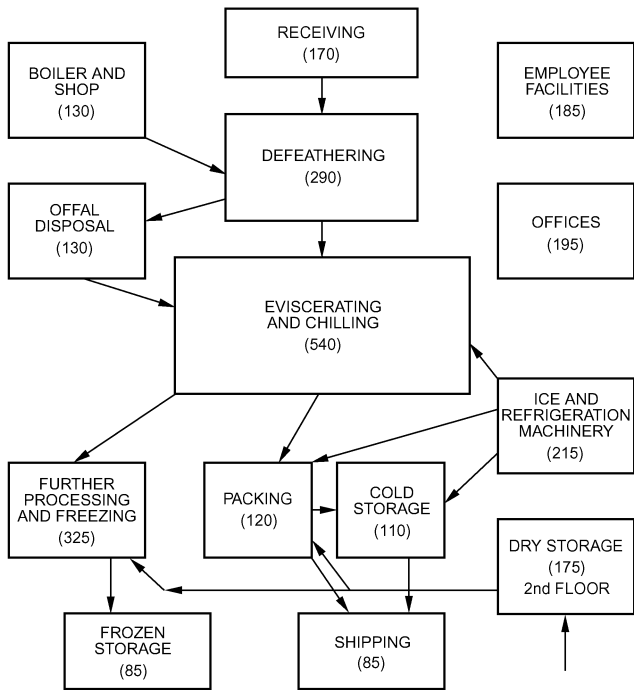 RECEIVING
(170)
BOILER AND
SHOP
(130)
EMPLOYEE
FACILITIES
(185)
DEFEATHERING
(290)
OFFAL
DISPOSAL
(130)
OFFICES
(195)
EVISCERATING
AND CHILLING
(540)
ICE AND
REFRIGERATION
MACHINERY
(215)
FURTHER
PROCESSING
AND FREEZING
(325)
PACKING
(120)
COLD
STORAGE
(110)
DRY STORAGE
(175)
2nd FLOOR
FROZEN
STORAGE
(85)
SHIPPING
(85)